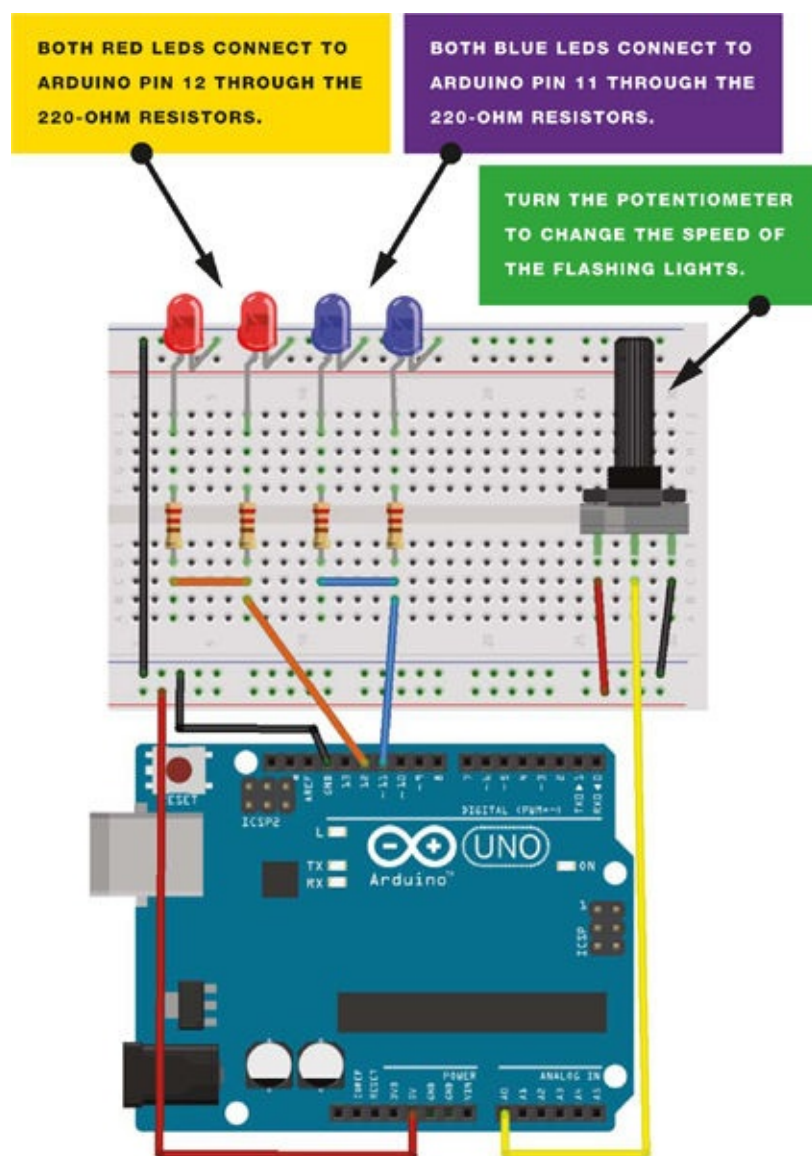 BOTH RED LEDS CONNECT TO
ARDUINO PIN 12 THROUGH THE
220-OHM RESISTORS.
BOTH BLUE LEDS CONNECT TO
ARDUINO PIN 11 THROUGH THE
220-OHM RESISTORS.
TURN THE POTENTIOMETER
TO CHANGE THE SPEED OF
THE FLASHING LIGHTS.
RESET
ICSP2
AREF
GND
13
12
~11
~10
~9
8
7
~6
~5
4
~3
2
TX0▶1
RX0◀0
DIGITAL (PWM=~)
L
TX
RX
UNO
Arduino™
ON
1
ICSP
POWER
ANALOG IN
IOREF
RESET
3V3
5V
GND
GND
VIN
A0
A1
A2
A3
A4
A5